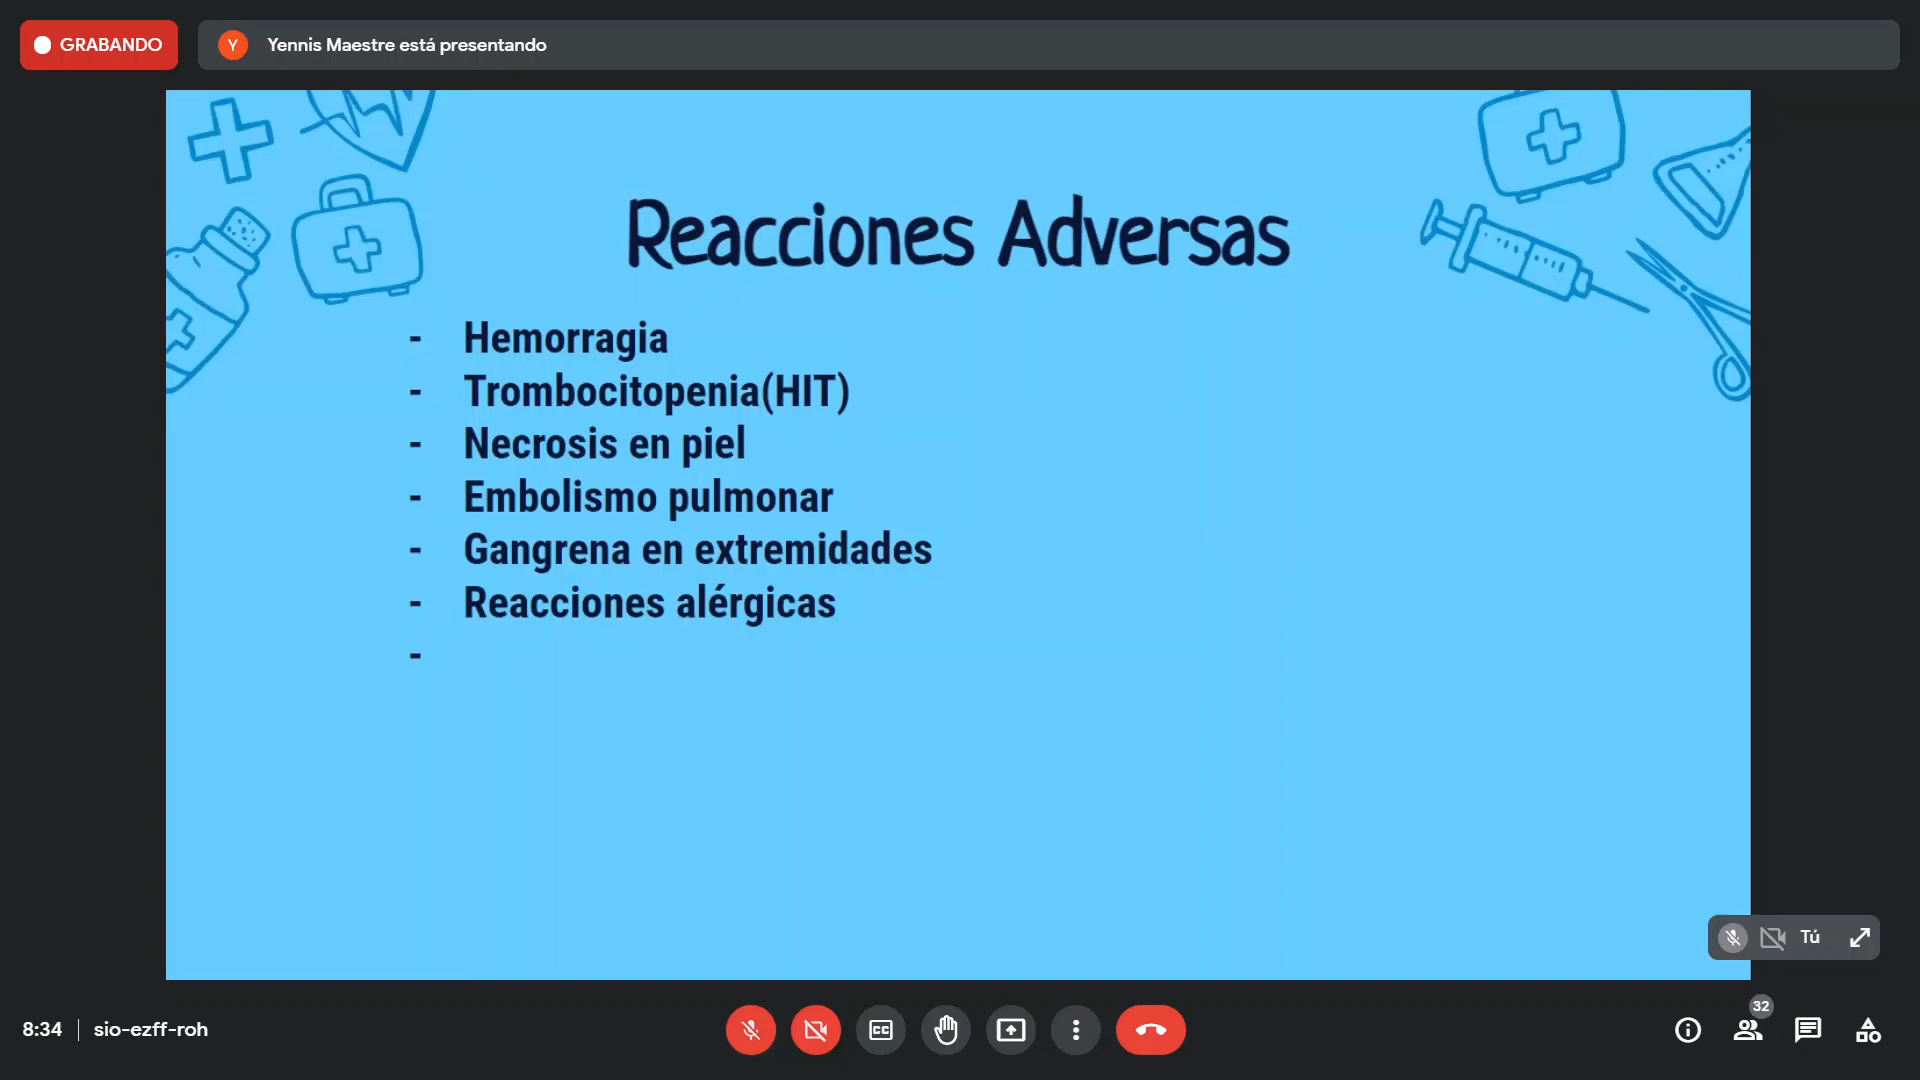 GRABANDO
Y
Yennis Maestre está presentando
Reacciones Adversas
- Hemorragia
- Trombocitopenia(HIT)
- Necrosis en piel
- Embolismo pulmonar
- Gangrena en extremidades
- Reacciones alérgicas
-
Tú
8:34
sio-ezff-roh
CC
32